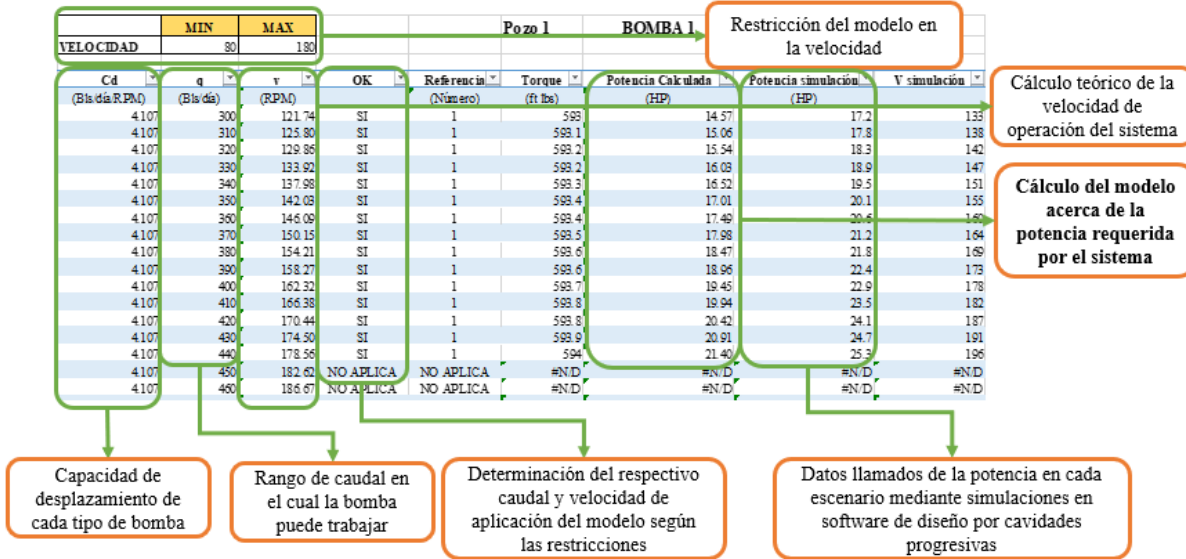 MIN MAX Pozo 1 BOMBA 1
VELOCIDAD 80 180
Restricción del modelo en
la velocidad
Cd q v OK Referencia Torque Potencia Calculada Potencia simulación V simulación
(Bls/día/RPM) (Bls/día) (RPM) (Número) (ft lbs) (HP) (HP)
4.107 300 121.74 SI 1 593 14.57 17.2 133
4.107 310 125.80 SI 1 593.1 15.06 17.8 138
4.107 320 129.86 SI 1 593.2 15.54 18.3 142
4.107 330 133.92 SI 1 593.2 16.03 18.9 147
4.107 340 137.98 SI 1 593.3 16.52 19.5 151
4.107 350 142.03 SI 1 593.4 17.01 20.1 155
4.107 360 146.09 SI 1 593.4 17.49 20.6 160
4.107 370 150.15 SI 1 593.5 17.98 21.2 164
4.107 380 154.21 SI 1 593.6 18.47 21.8 169
4.107 390 158.27 SI 1 593.6 18.96 22.4 173
4.107 400 162.32 SI 1 593.7 19.45 22.9 178
4.107 410 166.38 SI 1 593.8 19.94 23.5 182
4.107 420 170.44 SI 1 593.8 20.42 24.1 187
4.107 430 174.50 SI 1 593.9 20.91 24.7 191
4.107 440 178.56 SI 1 594 21.40 25.3 196
4.107 450 182.62 NO APLICA NO APLICA #N/D #N/D #N/D #N/D
4.107 460 186.67 NO APLICA NO APLICA #N/D #N/D #N/D #N/D
Cálculo teórico de la
velocidad de
operación del sistema
Cálculo del modelo
acerca de la
potencia requerida
por el sistema
Capacidad de
desplazamiento de
cada tipo de bomba
Rango de caudal en
el cual la bomba
puede trabajar
Determinación del respectivo
caudal y velocidad de
aplicación del modelo según
las restricciones
Datos llamados de la potencia en cada
escenario mediante simulaciones en
software de diseño por cavidades
progresivas